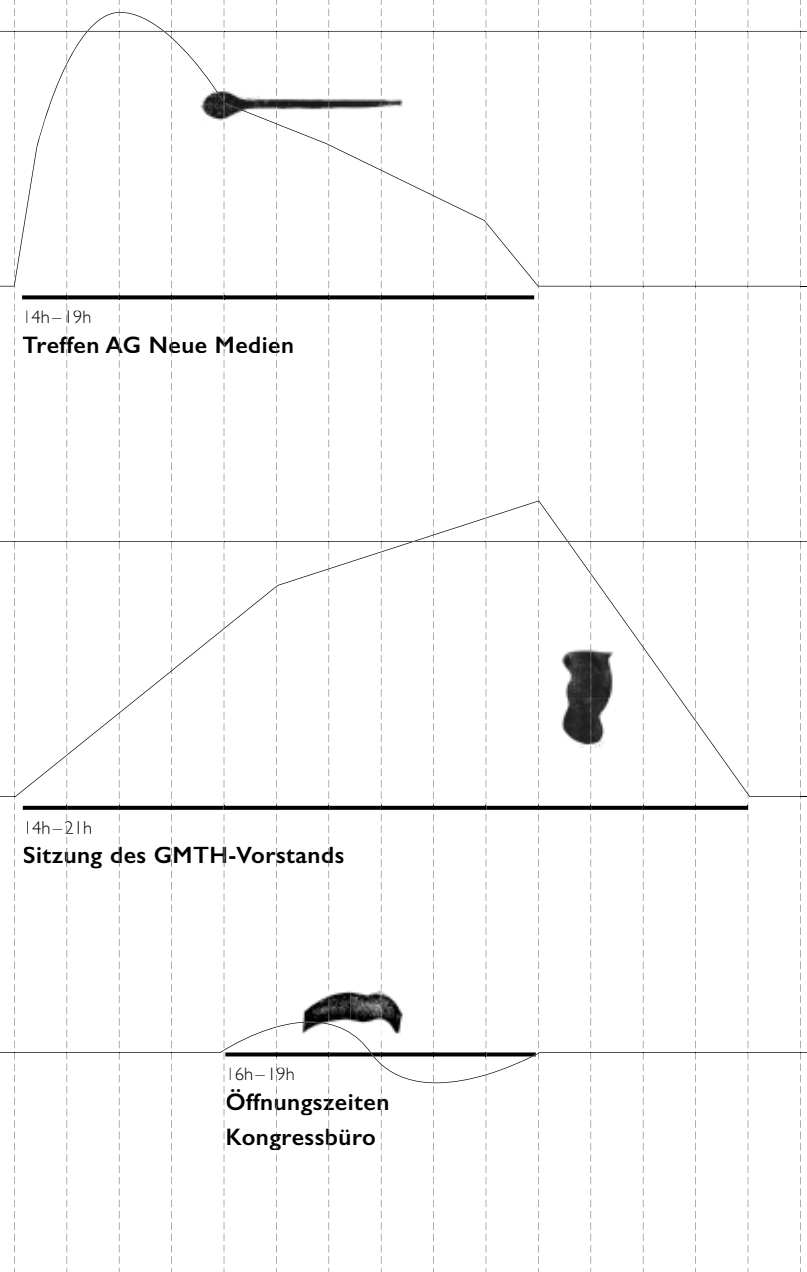 14h–19h
Treffen AG Neue Medien
14h–21h
Sitzung des GMTH-Vorstands
16h–19h
Öffnungszeiten
Kongressbüro